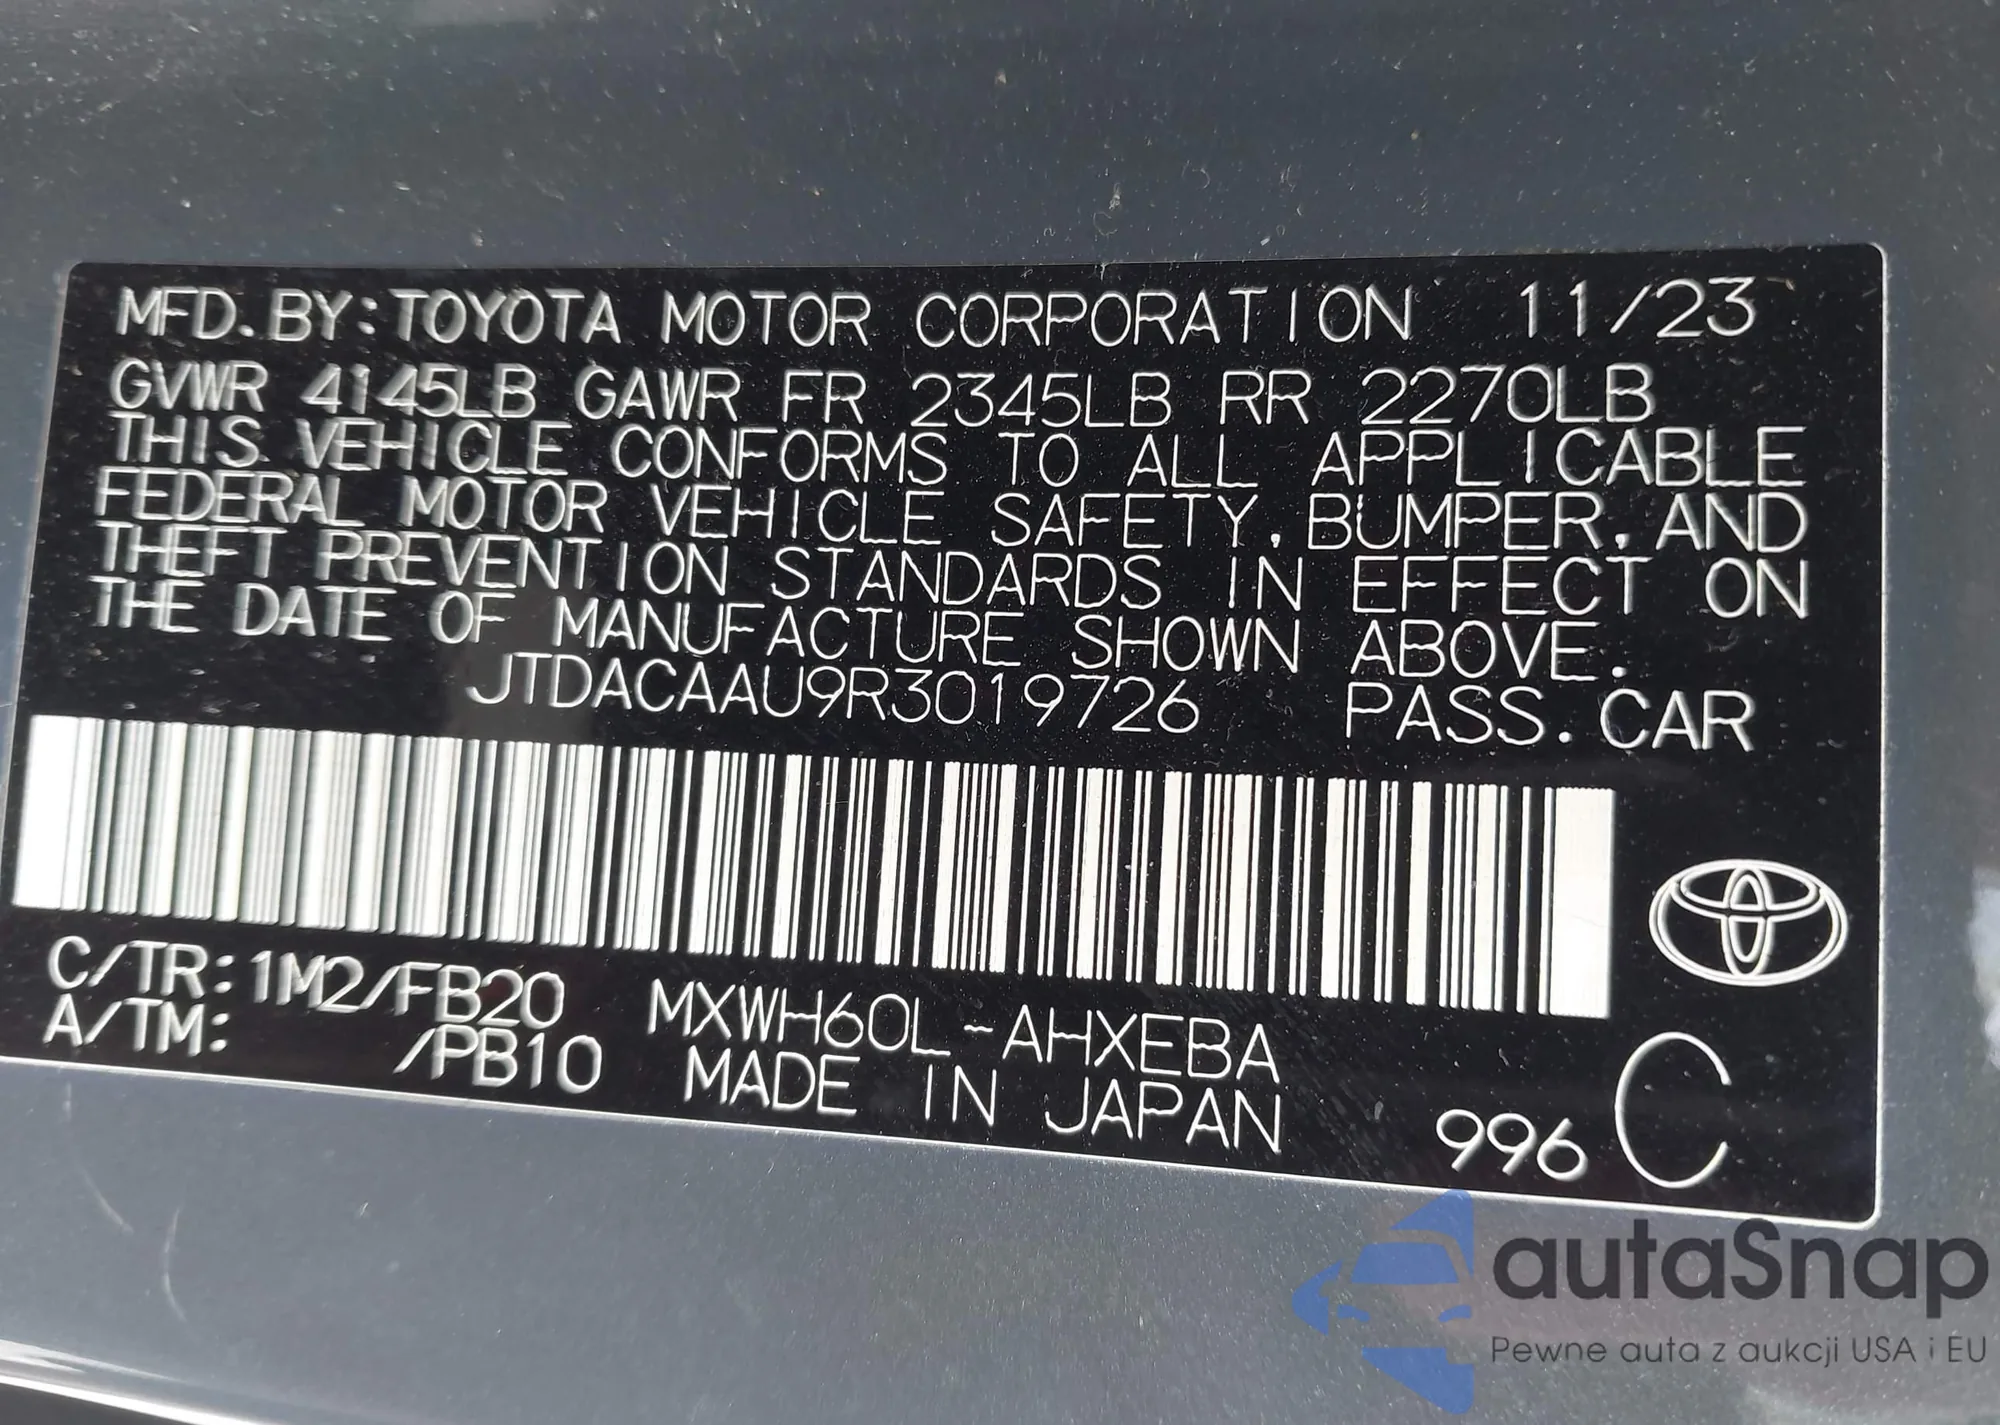 MFD. BY: TOYOTA MOTOR CORPORATION 11/23
GVWR 4145LB GAWR FR 2345LB RR 2270LB
THIS VEHICLE CONFORMS TO ALL APPLICABLE
FEDERAL MOTOR VEHICLE SAFETY, BUMPER, AND
THEFT PREVENTION STANDARDS IN EFFECT ON
THE DATE OF MANUFACTURE SHOWN ABOVE.
JTDACAAU9R3019726 PASS. CAR
C/TR: 1M2/FB20 MXWH60L-AHXEBA
A/TM: /PB10 MADE IN JAPAN
996 C
autaSnap
Pewne auta z aukcji USA i EU